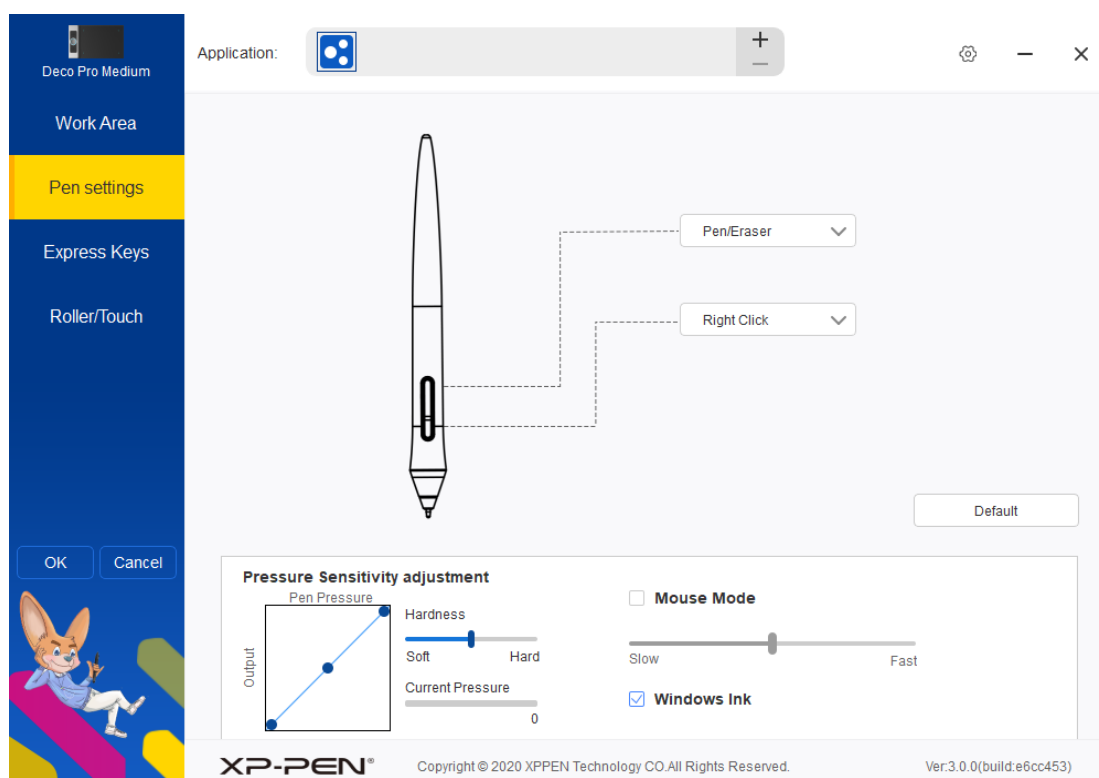 Deco Pro Medium
Work Area
Pen settings
Express Keys
Roller/Touch
OK
Cancel
Application:
Pen/Eraser
Right Click
Default
Pressure Sensitivity adjustment
Pen Pressure
Output
Hardness
Soft Hard
Current Pressure
0
Mouse Mode
Slow Fast
Windows Ink
XP-PEN®
Copyright © 2020 XPPEN Technology CO.All Rights Reserved.
Ver:3.0.0(build:e6cc453)